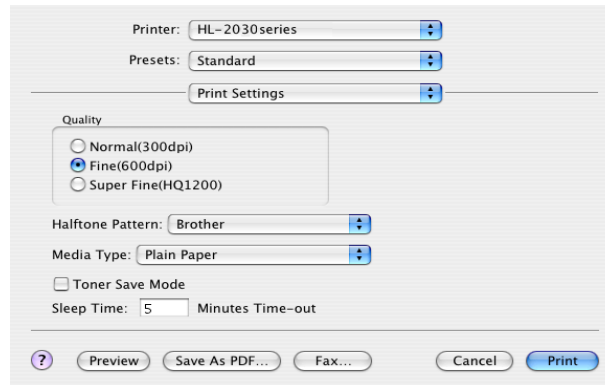 Printer: HL-2030series
Presets: Standard
Print Settings
Quality
Normal(300dpi)
Fine(600dpi)
Super Fine(HQ1200)
Halftone Pattern: Brother
Media Type: Plain Paper
Toner Save Mode
Sleep Time: 5 Minutes Time-out
? Preview Save As PDF... Fax... Cancel Print